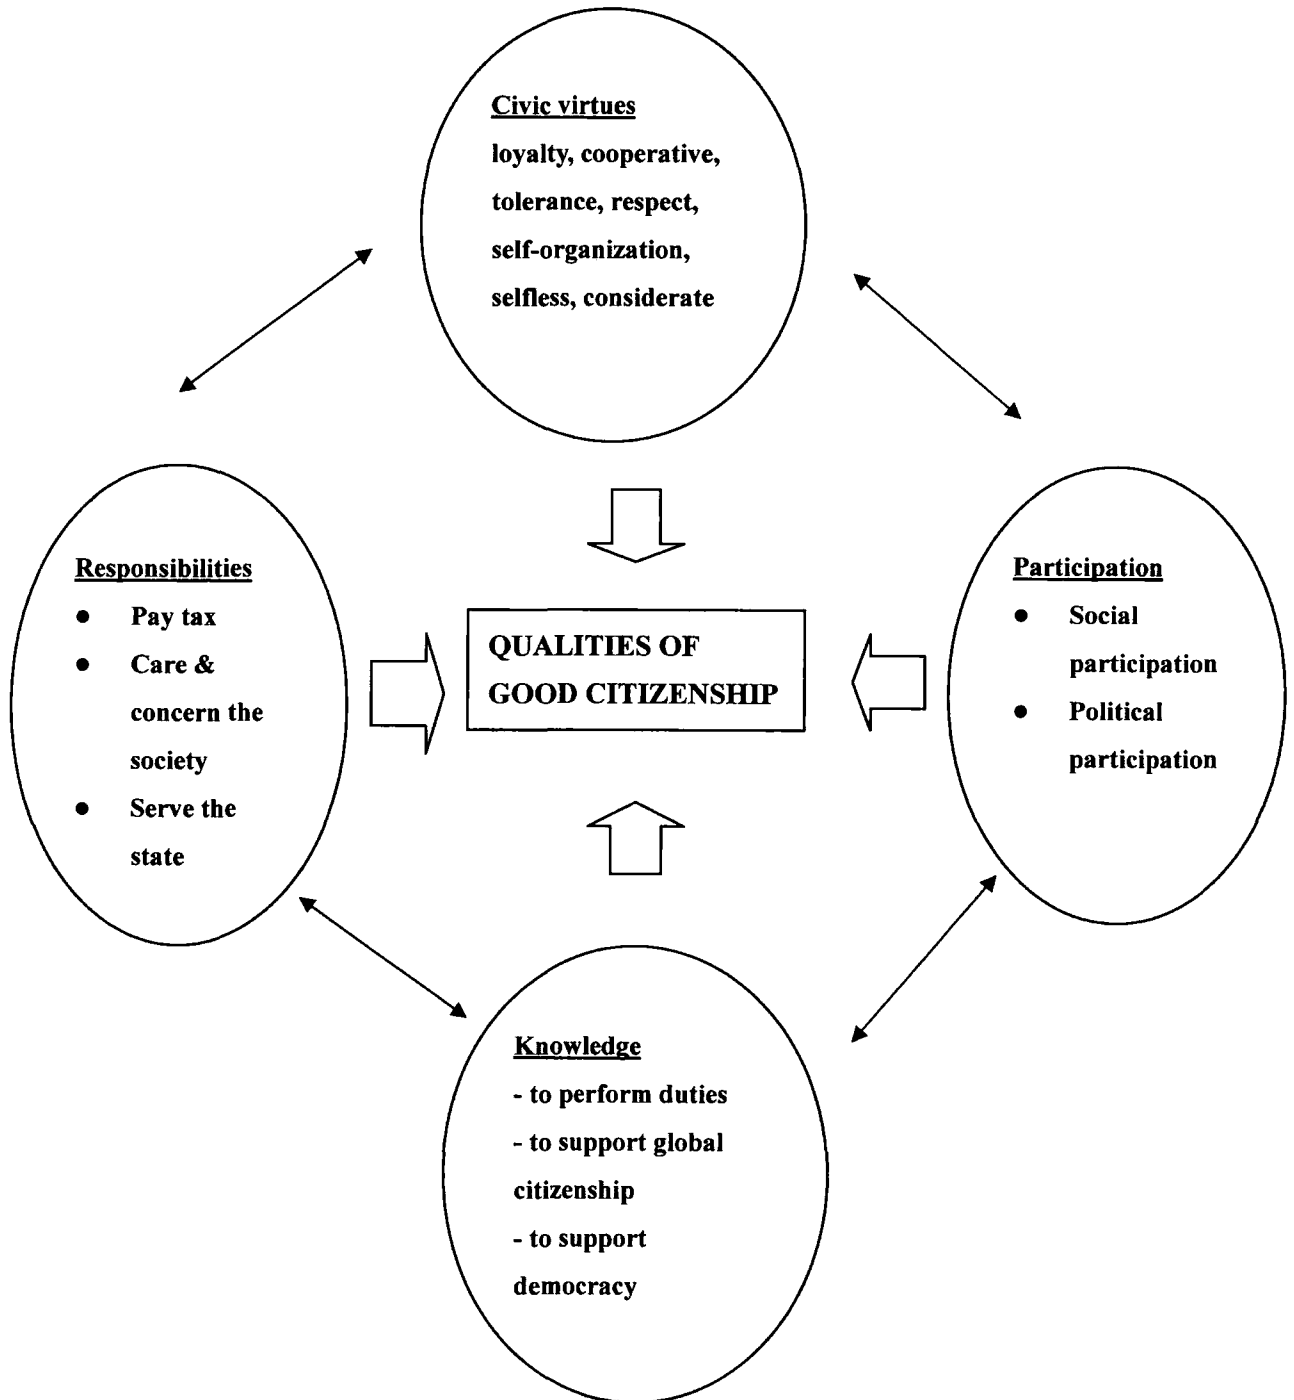 Civic virtues
loyalty, cooperative,
tolerance, respect,
self-organization,
selfless, considerate
Responsibilities
● Pay tax
● Care &
concern the
society
● Serve the
state
QUALITIES OF
GOOD CITIZENSHIP
Participation
● Social
participation
● Political
participation
Knowledge
- to perform duties
- to support global
citizenship
- to support
democracy